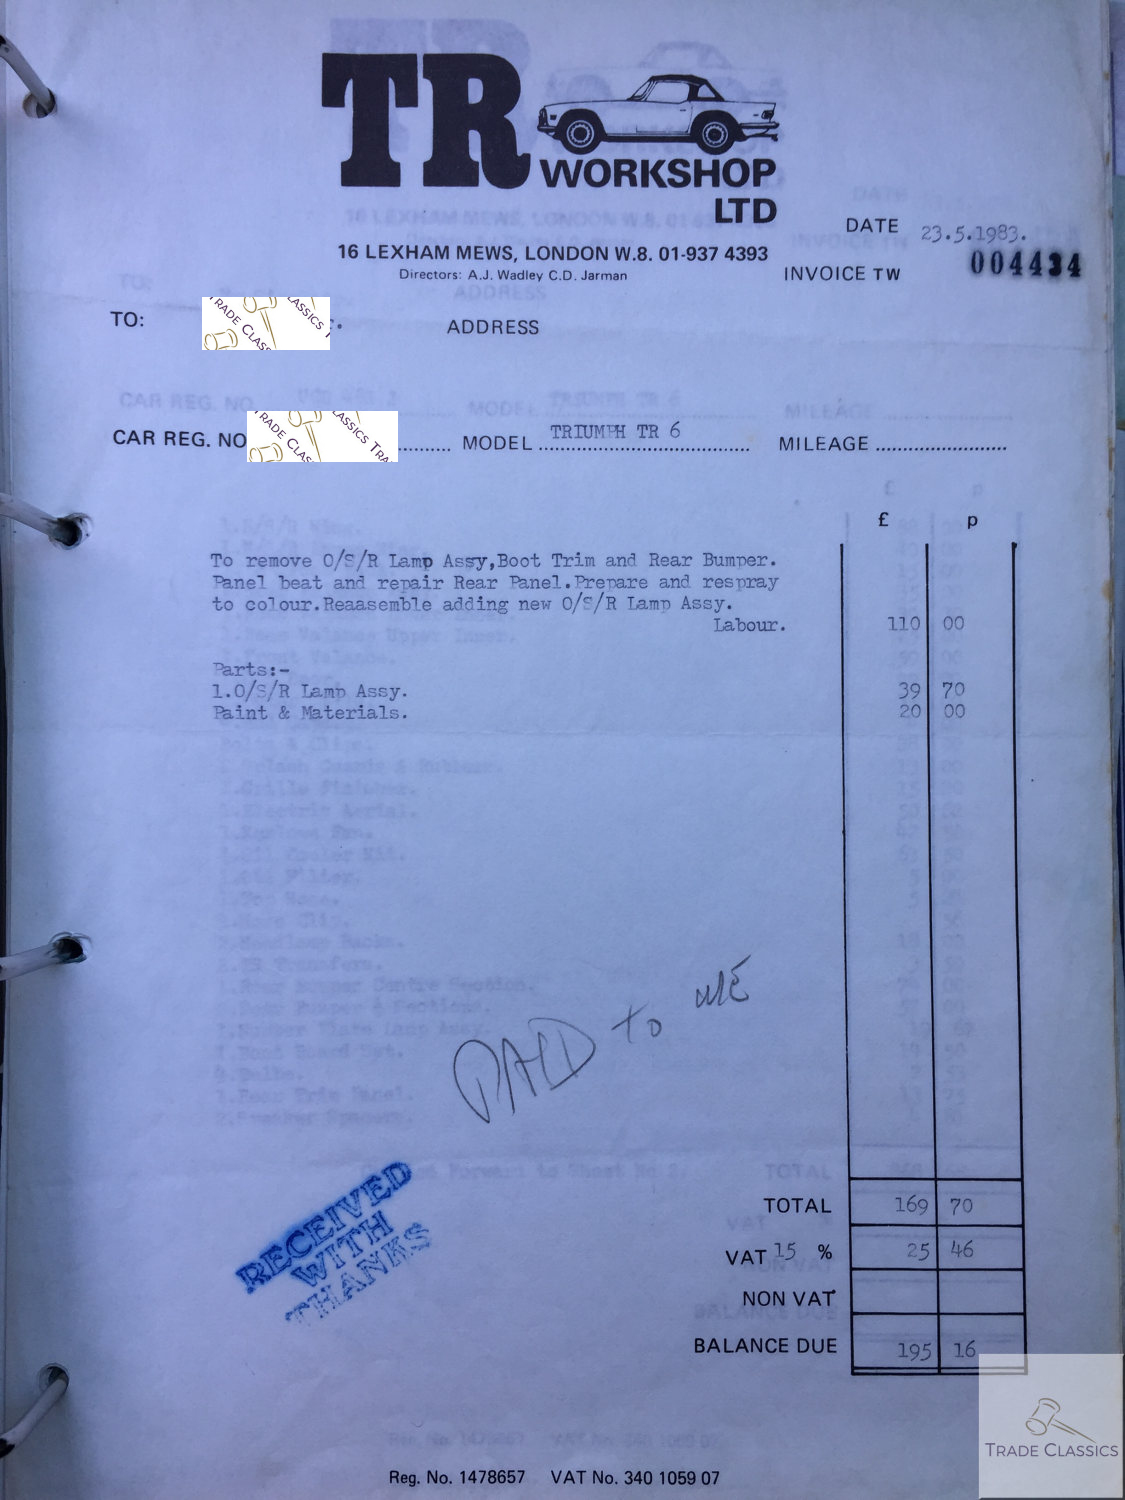 TR
WORKSHOP
LTD
16 LEXHAM MEWS, LONDON W.8. 01-937 4393
Directors: A.J. Wadley C.D. Jarman
DATE 23.5.1983.
INVOICE TW 004434
TO:
ADDRESS
TRADE CLASSICS
CAR REG. NO
MODEL TRIUMPH TR 6
MILEAGE
£ p
To remove O/S/R Lamp Assy,Boot Trim and Rear Bumper.
Panel beat and repair Rear Panel.Prepare and respray
to colour.Reaasemble adding new O/S/R Lamp Assy.
Labour. 110 00
Parts:-
1.O/S/R Lamp Assy. 39 70
Paint & Materials. 20 00
PAID to ME
RECEIVED
WITH
THANKS
TOTAL 169 70
VAT 15 % 25 46
NON VAT
BALANCE DUE 195 16
TRADE CLASSICS
Reg. No. 1478657 VAT No. 340 1059 07